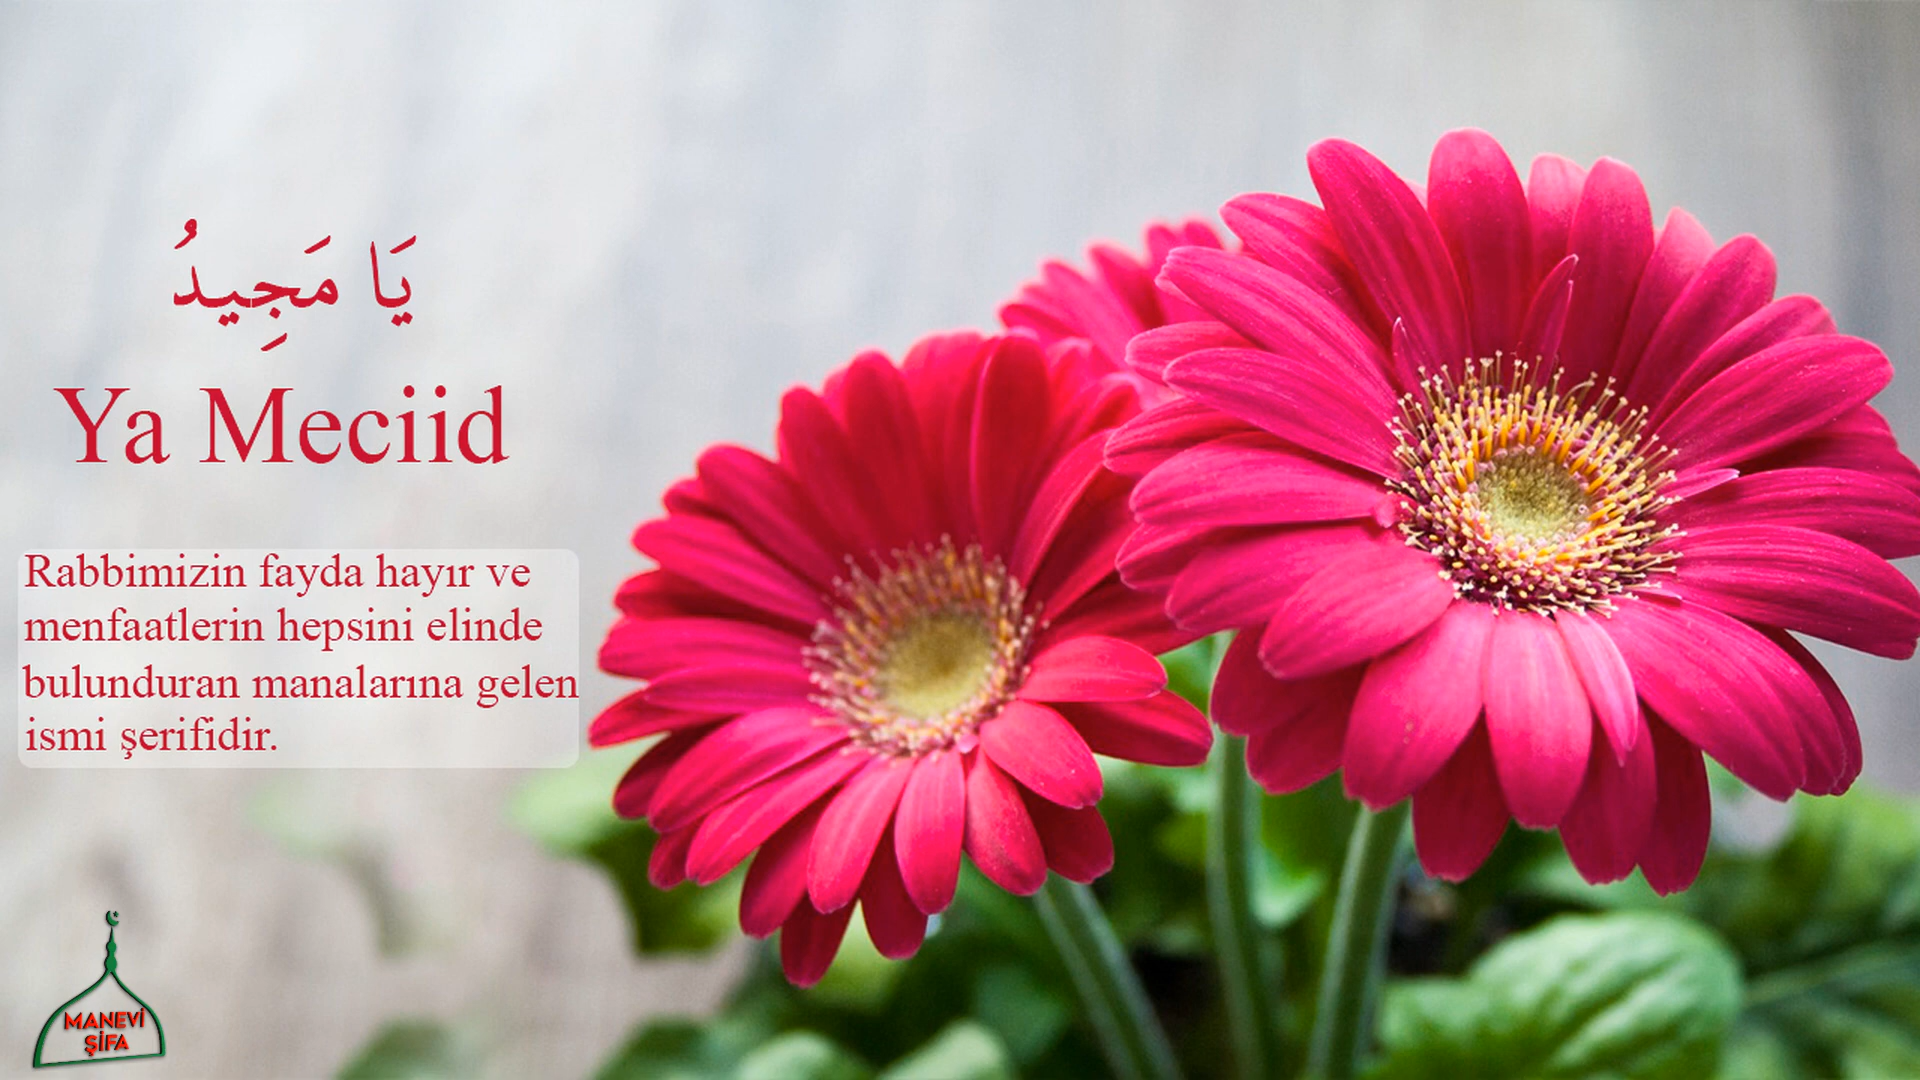 يَا مَجِيدُ
Ya Meciid
Rabbimizin fayda hayır ve
menfaatlerin hepsini elinde
bulunduran manalarına gelen
ismi şerifidir.
MANEVİ
ŞİFA